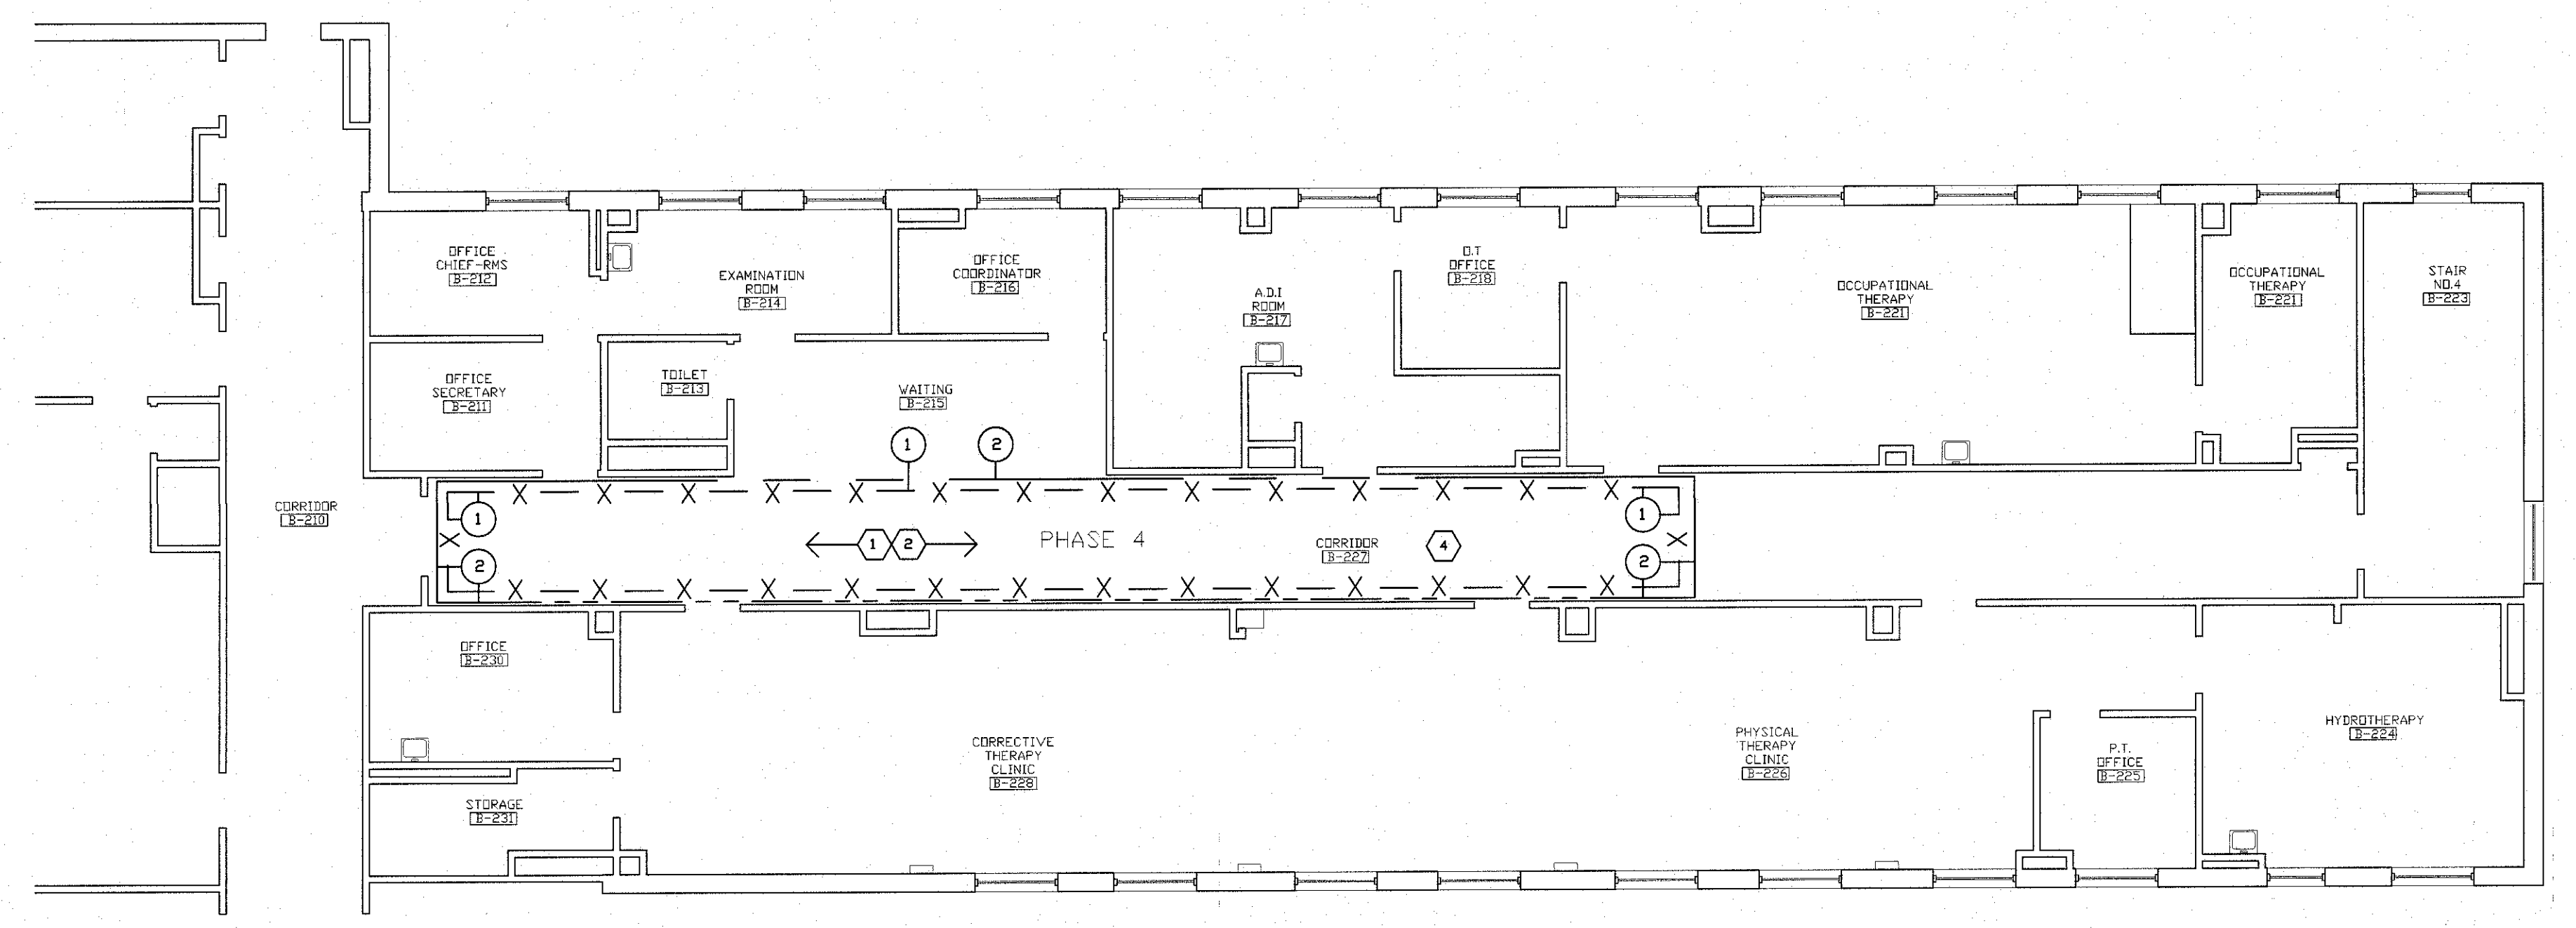 OFFICE
CHIEF-RMS
B-212
EXAMINATION
ROOM
B-214
OFFICE
COORDINATOR
B-216
A.D.I
ROOM
B-217
O.T
OFFICE
B-218
OCCUPATIONAL
THERAPY
B-221
OCCUPATIONAL
THERAPY
B-221
STAIR
NO.4
B-223
OFFICE
SECRETARY
B-211
TOILET
B-213
WAITING
B-215
1
2
CORRIDOR
B-210
1
2
1 2
PHASE 4
CORRIDOR
B-227
4
1
2
OFFICE
B-230
STORAGE
B-231
CORRECTIVE
THERAPY
CLINIC
B-228
PHYSICAL
THERAPY
CLINIC
B-226
P.T.
OFFICE
B-225
HYDROTHERAPY
B-224